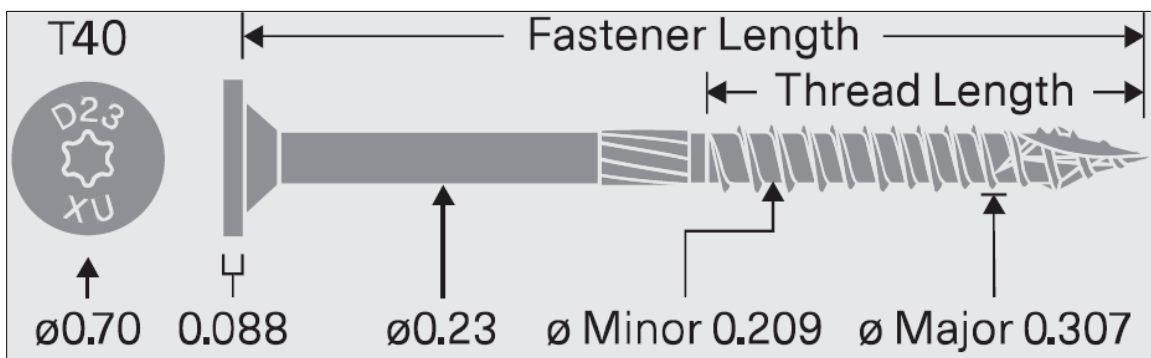 T40
Fastener Length
Thread Length
D23
XU
ø0.70
0.088
ø0.23
ø Minor 0.209
ø Major 0.307